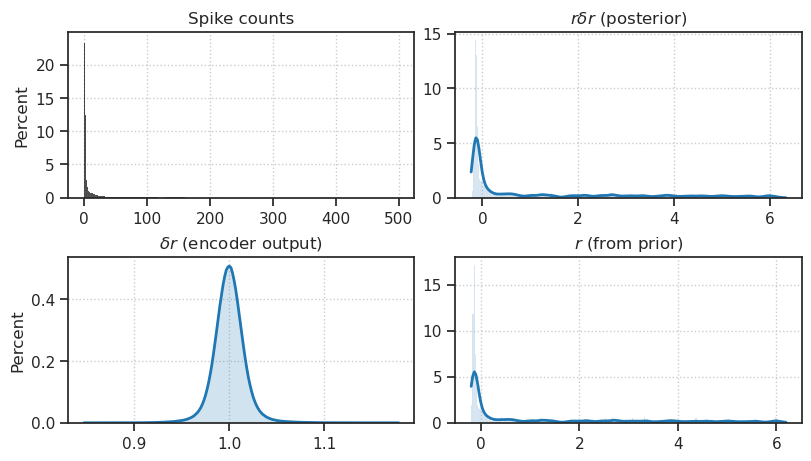 Spike counts
Percent
20
15
10
5
0
0 100 200 300 400 500
rδr (posterior)
15
10
5
0
0 2 4 6
δr (encoder output)
Percent
0.4
0.2
0.0
0.9 1.0 1.1
r (from prior)
15
10
5
0
0 2 4 6